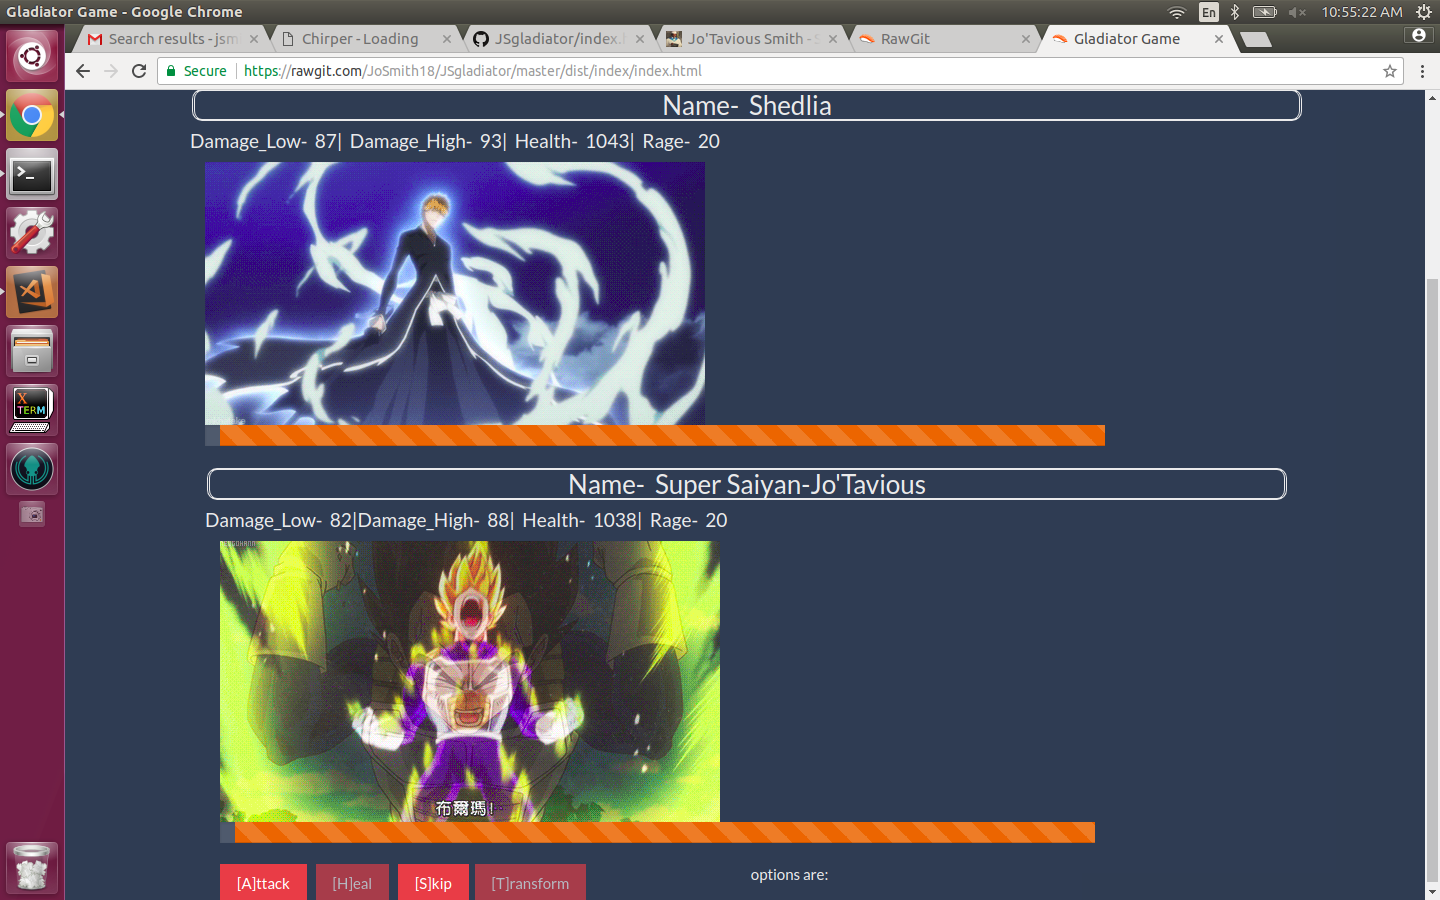 Gladiator Game - Google Chrome
En
10:55:22 AM
Search results - jsm
Chirper - Loading
JSgladiator/index.
Jo'Tavious Smith - S
RawGit
Gladiator Game
Secure
https://rawgit.com/JoSmith18/JSgladiator/master/dist/index/index.html
Name- Shedlia
Damage_Low- 87| Damage_High- 93| Health- 1043| Rage- 20
Name- Super Saiyan-Jo'Tavious
Damage_Low- 82|Damage_High- 88| Health- 1038| Rage- 20
布爾瑪!
[A]ttack
[H]eal
[S]kip
[T]ransform
options are:
X
TERM